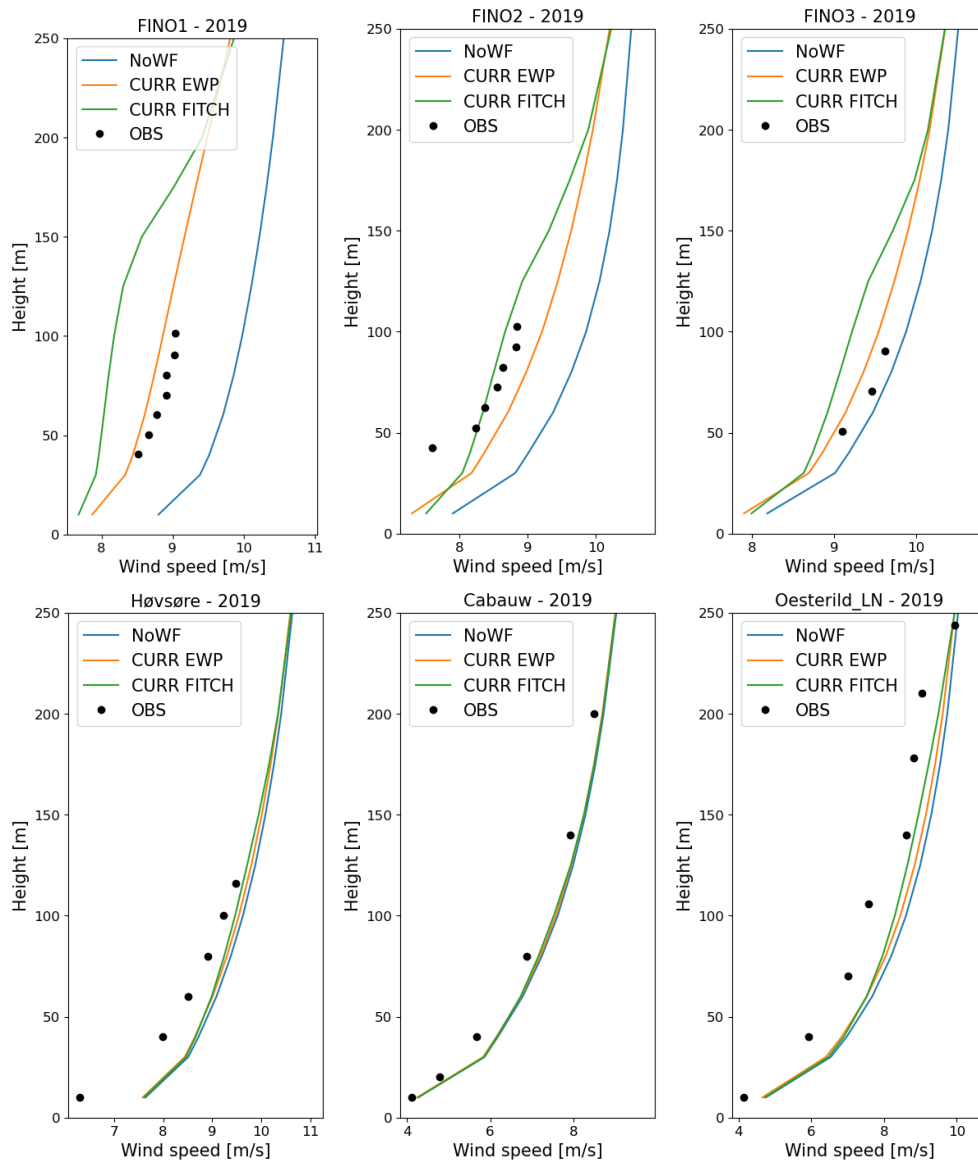 FINO1 - 2019
250
200
150
100
50
0
Height [m]
NoWF
CURR EWP
CURR FITCH
OBS
8
9
10
11
Wind speed [m/s]
FINO2 - 2019
250
200
150
100
50
0
Height [m]
NoWF
CURR EWP
CURR FITCH
OBS
8
9
10
Wind speed [m/s]
FINO3 - 2019
250
200
150
100
50
0
Height [m]
NoWF
CURR EWP
CURR FITCH
OBS
8
9
10
Wind speed [m/s]
Høvsøre - 2019
250
200
150
100
50
0
Height [m]
NoWF
CURR EWP
CURR FITCH
OBS
7
8
9
10
11
Wind speed [m/s]
Cabauw - 2019
250
200
150
100
50
0
Height [m]
NoWF
CURR EWP
CURR FITCH
OBS
4
6
8
Wind speed [m/s]
Oesterild_LN - 2019
250
200
150
100
50
0
Height [m]
NoWF
CURR EWP
CURR FITCH
OBS
4
6
8
10
Wind speed [m/s]